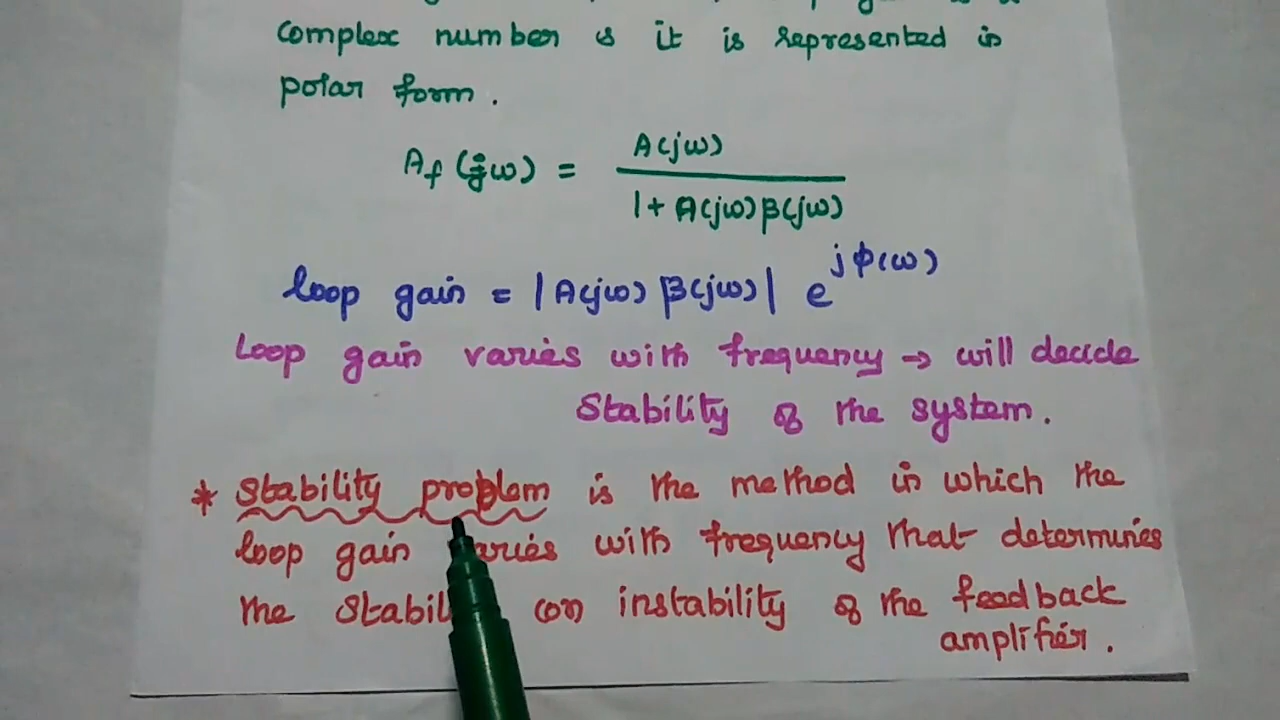 complex number & it is represented in
polar form.
Af (jω) = A(jω) / 1 + A(jω) β(jω)
loop gain = |A(jω) β(jω)| e^jϕ(ω)
Loop gain varies with frequency → will decide
Stability of the system.
* Stability problem is the method in which the
loop gain varies with frequency that determines
the Stabil or instability of the feedback
amplifier.